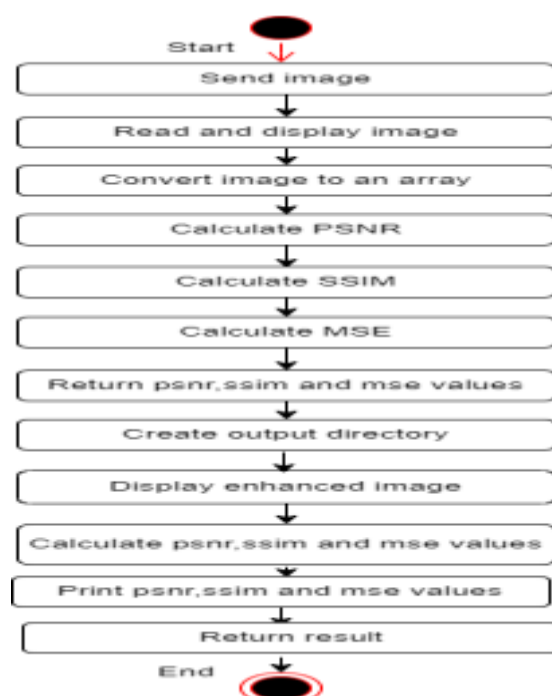 Start
Send image
Read and display image
Convert image to an array
Calculate PSNR
Calculate SSIM
Calculate MSE
Return psnr,ssim and mse values
Create output directory
Display enhanced image
Calculate psnr,ssim and mse values
Print psnr,ssim and mse values
Return result
End